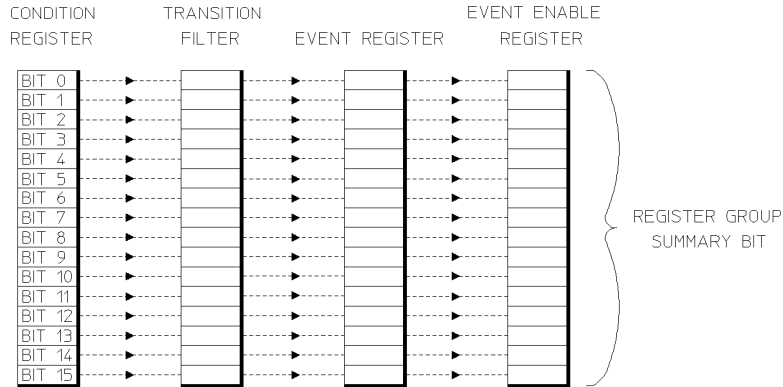 CONDITION
REGISTER
TRANSITION
FILTER
EVENT REGISTER
EVENT ENABLE
REGISTER
BIT 0
BIT 1
BIT 2
BIT 3
BIT 4
BIT 5
BIT 6
BIT 7
BIT 8
BIT 9
BIT 10
BIT 11
BIT 12
BIT 13
BIT 14
BIT 15
REGISTER GROUP
SUMMARY BIT